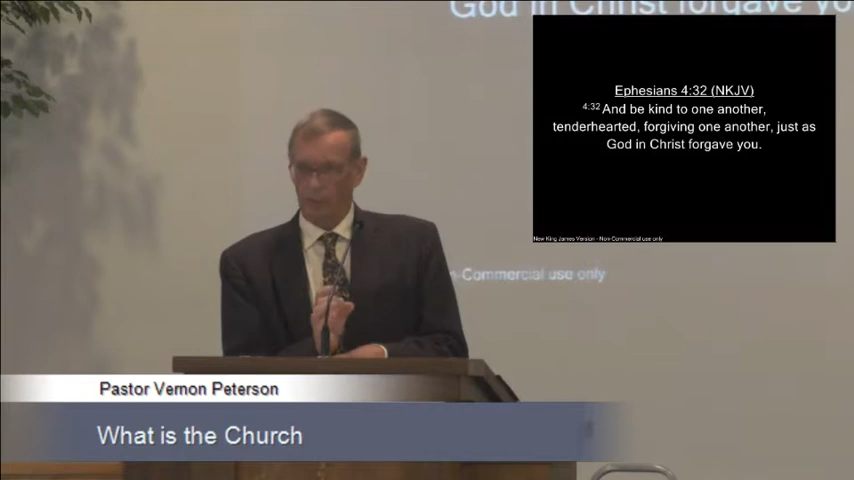 God in Christ forgave yo
Ephesians 4:32 (NKJV)
4:32 And be kind to one another,
tenderhearted, forgiving one another, just as
God in Christ forgave you.
New King James Version - Non-Commercial use only
n-Commercial use only
Pastor Vernon Peterson
What is the Church